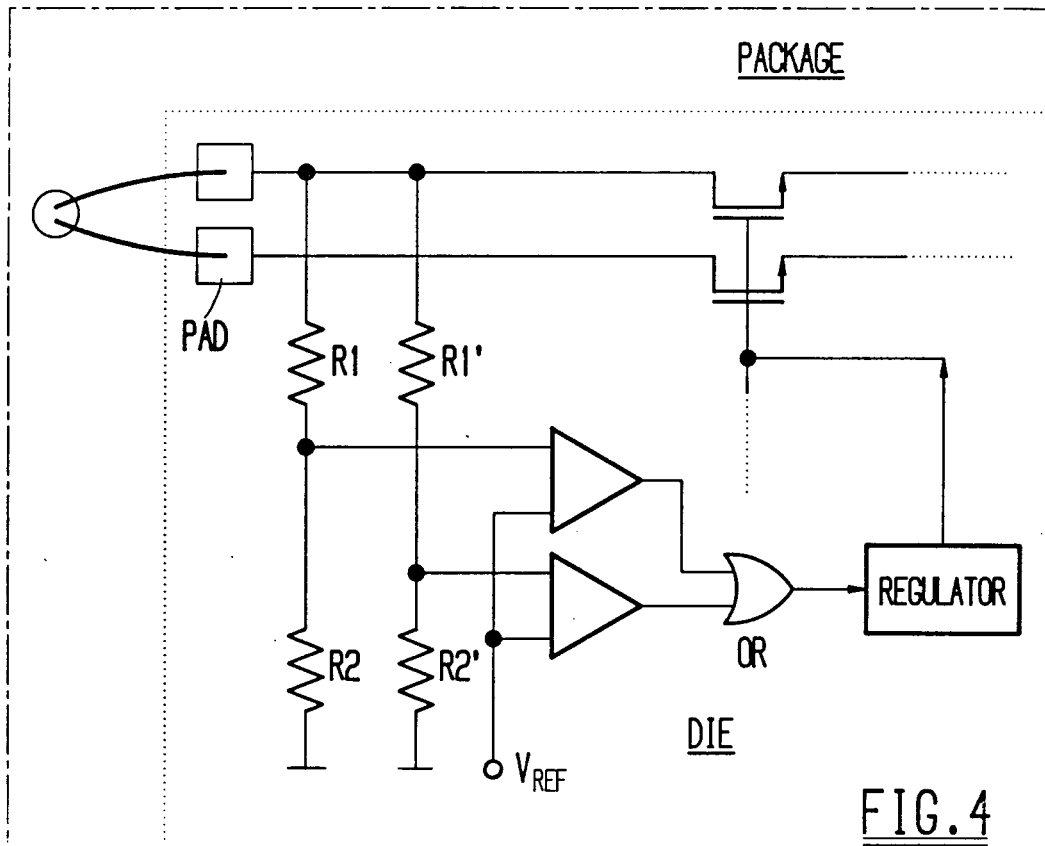 PACKAGE
PAD
R1
R1'
R2
R2'
OR
REGULATOR
DIE
VREF
FIG.4